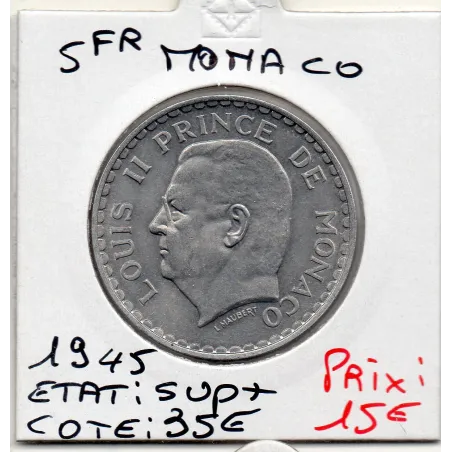 5FR MONACO
LOUIS II PRINCE DE MONACO
L.MAUBERT
1945
ETAT: SUP+
COTE: 35€
Prix:
15€